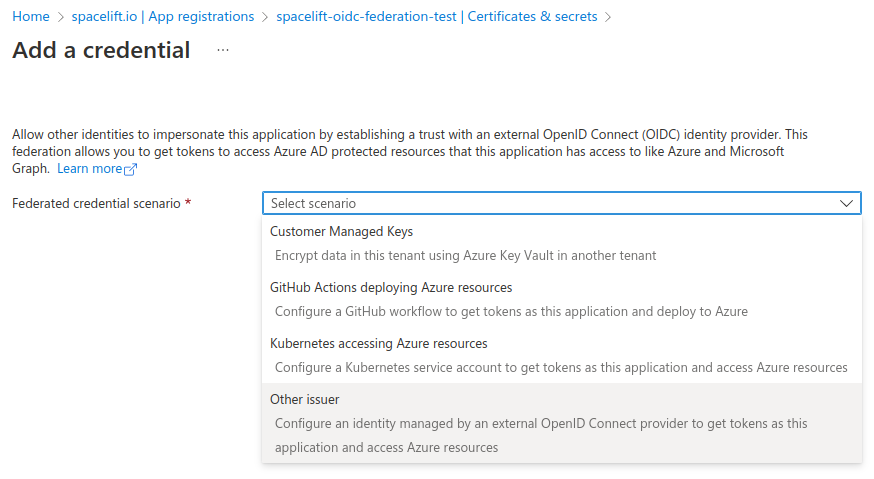 Home > spacelift.io | App registrations > spacelift-oidc-federation-test | Certificates & secrets >
Add a credential ...
Allow other identities to impersonate this application by establishing a trust with an external OpenID Connect (OIDC) identity provider. This
federation allows you to get tokens to access Azure AD protected resources that this application has access to like Azure and Microsoft
Graph. Learn more
Federated credential scenario *
Select scenario
Customer Managed Keys
Encrypt data in this tenant using Azure Key Vault in another tenant
GitHub Actions deploying Azure resources
Configure a GitHub workflow to get tokens as this application and deploy to Azure
Kubernetes accessing Azure resources
Configure a Kubernetes service account to get tokens as this application and access Azure resources
Other issuer
Configure an identity managed by an external OpenID Connect provider to get tokens as this
application and access Azure resources